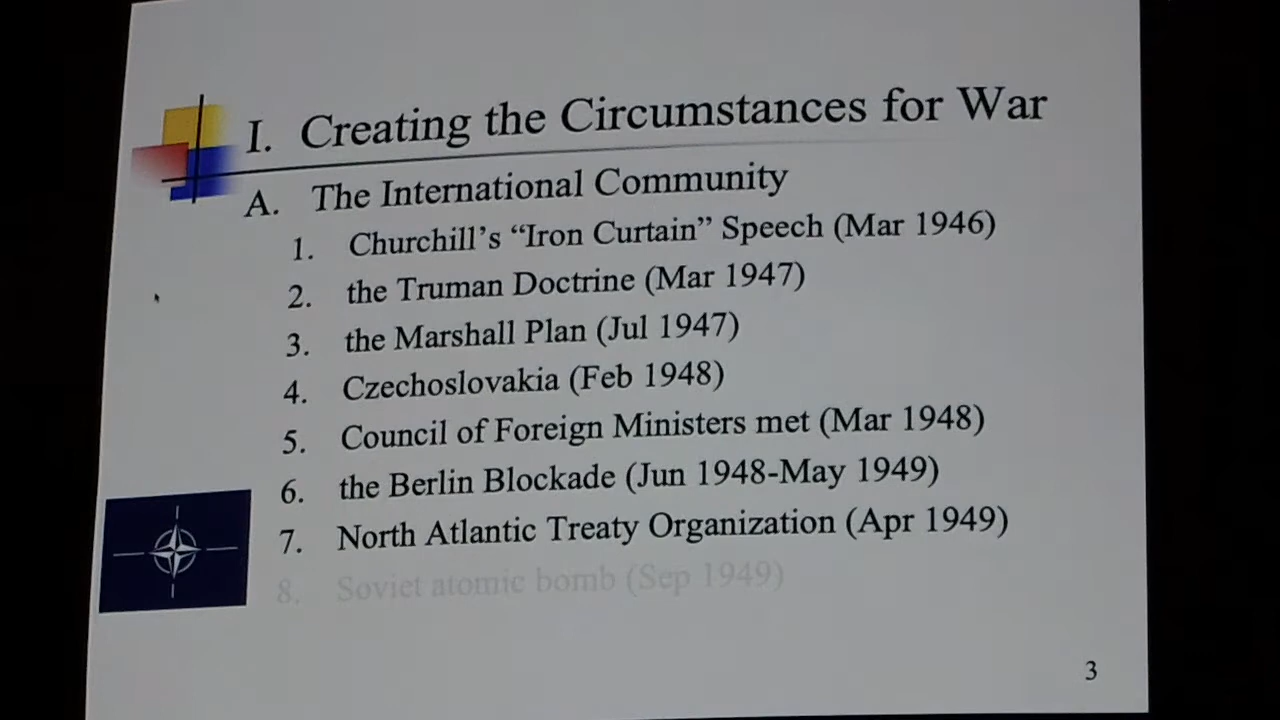 I. Creating the Circumstances for War
A. The International Community
1. Churchill's “Iron Curtain” Speech (Mar 1946)
2. the Truman Doctrine (Mar 1947)
3. the Marshall Plan (Jul 1947)
4. Czechoslovakia (Feb 1948)
5. Council of Foreign Ministers met (Mar 1948)
6. the Berlin Blockade (Jun 1948-May 1949)
7. North Atlantic Treaty Organization (Apr 1949)
8. Soviet atomic bomb (Sep 1949)
3